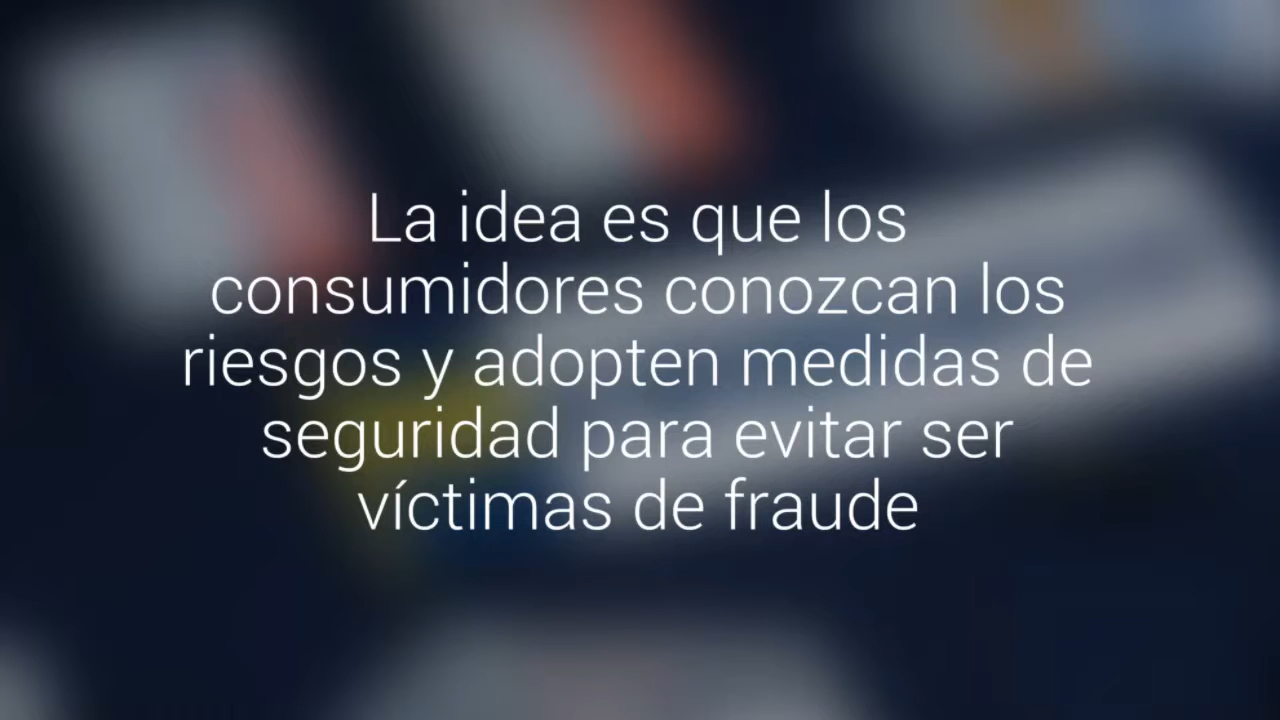 La idea es que los
consumidores conozcan los
riesgos y adopten medidas de
seguridad para evitar ser
víctimas de fraude